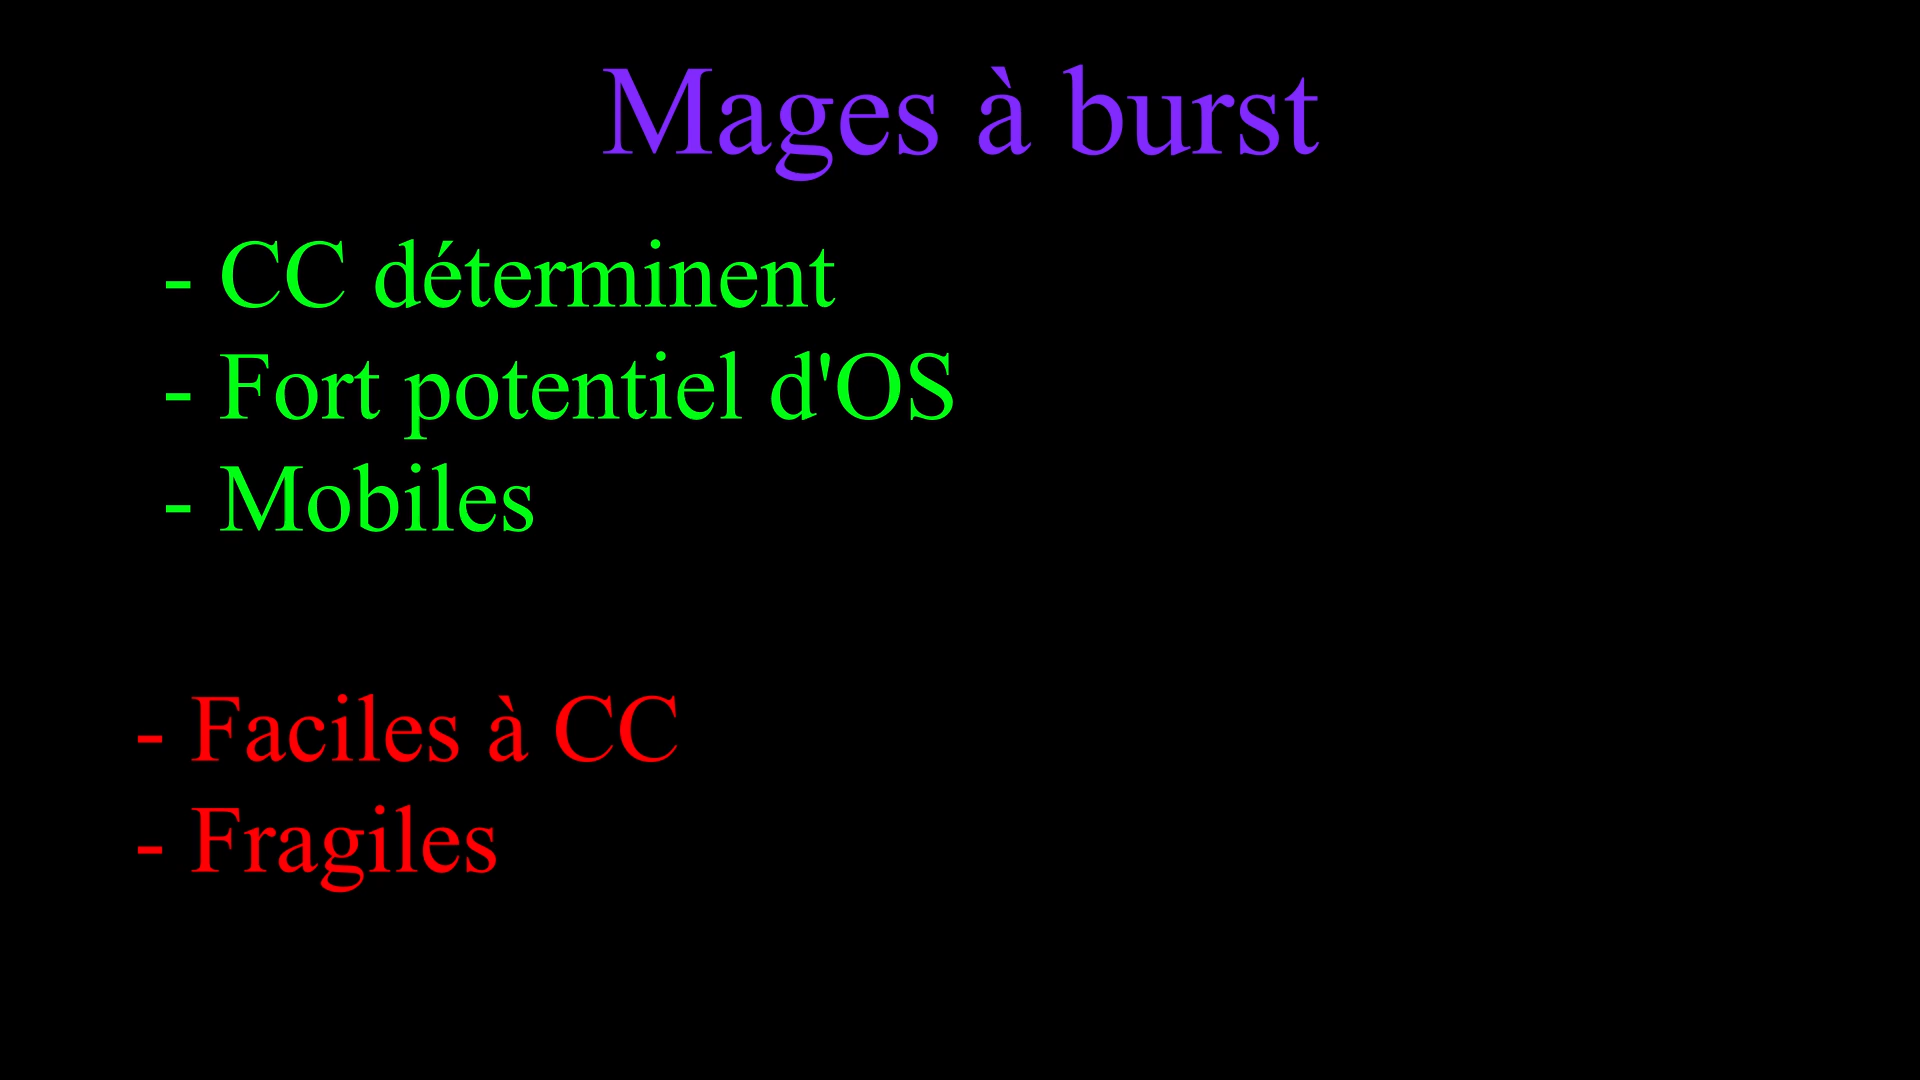 Mages à burst
- CC déterminent
- Fort potentiel d'OS
- Mobiles
- Faciles à CC
- Fragiles